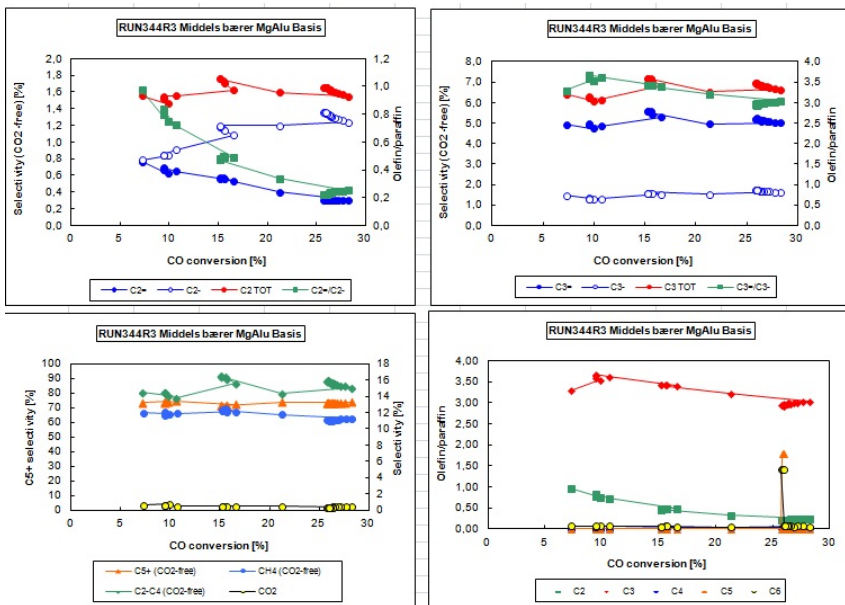 RUN344R3 Middels bærer MgAlu Basis
Selectivity (CO2-free) [%]
2,0
1,8
1,6
1,4
1,2
1,0
0,8
0,6
0,4
0,2
0,0
1,2
1,0
0,8
0,6
0,4
0,2
0,0
Olefin/paraffin
0 5 10 15 20 25 30
CO conversion [%]
C2= C2- C2 TOT C2=/C2-
RUN344R3 Middels bærer MgAlu Basis
Selectivity (CO2-free) [%]
8,0
7,0
6,0
5,0
4,0
3,0
2,0
1,0
0,0
4,0
3,5
3,0
2,5
2,0
1,5
1,0
0,5
0,0
Olefin/paraffin
0 5 10 15 20 25 30
CO conversion [%]
C3= C3- C3 TOT C3=/C3-
RUN344R3 Middels bærer MgAlu Basis
C5+ selectivity [%]
100
90
80
70
60
50
40
30
20
10
0
18
16
14
12
10
8
6
4
2
0
Selectivity [%]
0 5 10 15 20 25 30
CO conversion [%]
C5+ (CO2-free) CH4 (CO2-free)
C2-C4 (CO2-free) CO2
RUN344R3 Middels bærer MgAlu Basis
Olefin/paraffin
4,00
3,50
3,00
2,50
2,00
1,50
1,00
0,50
0,00
0 5 10 15 20 25 30
CO conversion [%]
C2 C3 C4 C5 C6